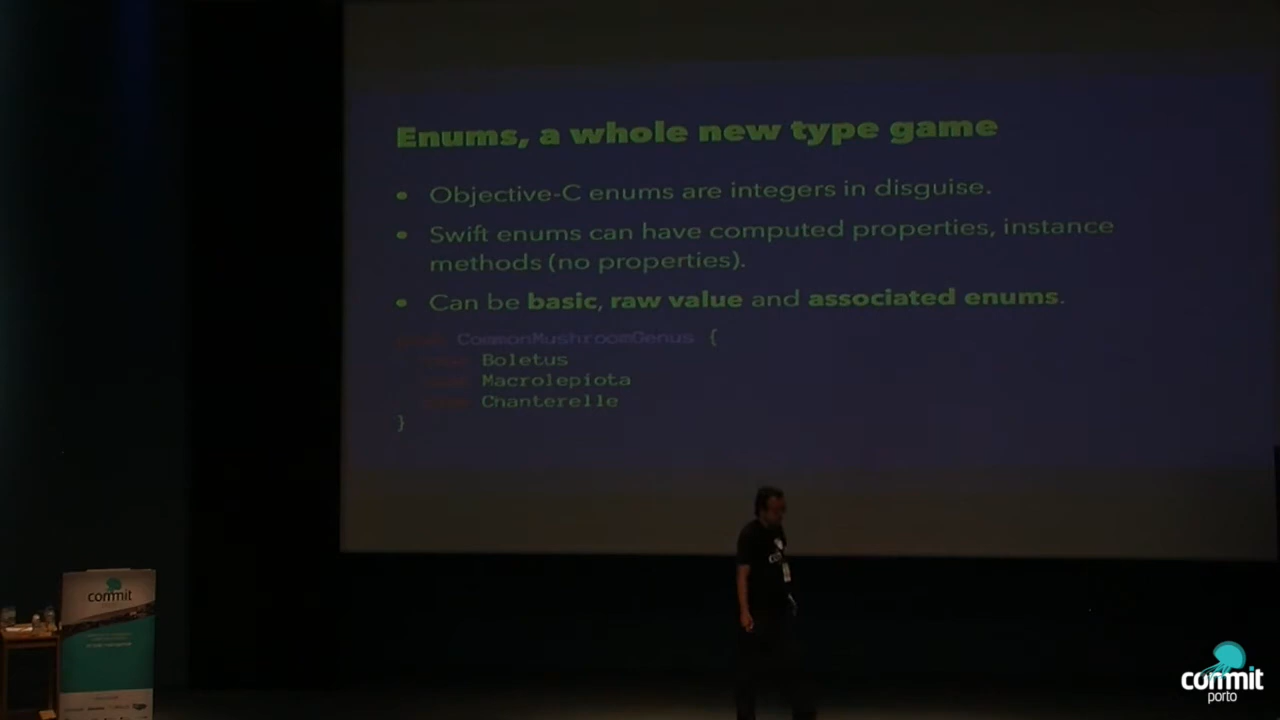 Enums, a whole new type game
• Objective-C enums are integers in disguise.
• Swift enums can have computed properties, instance
methods (no properties).
• Can be basic, raw value and associated enums.
CommonMushroomGenus {
Boletus
Macrolepiota
Chanterelle
}
commit
commit
porto